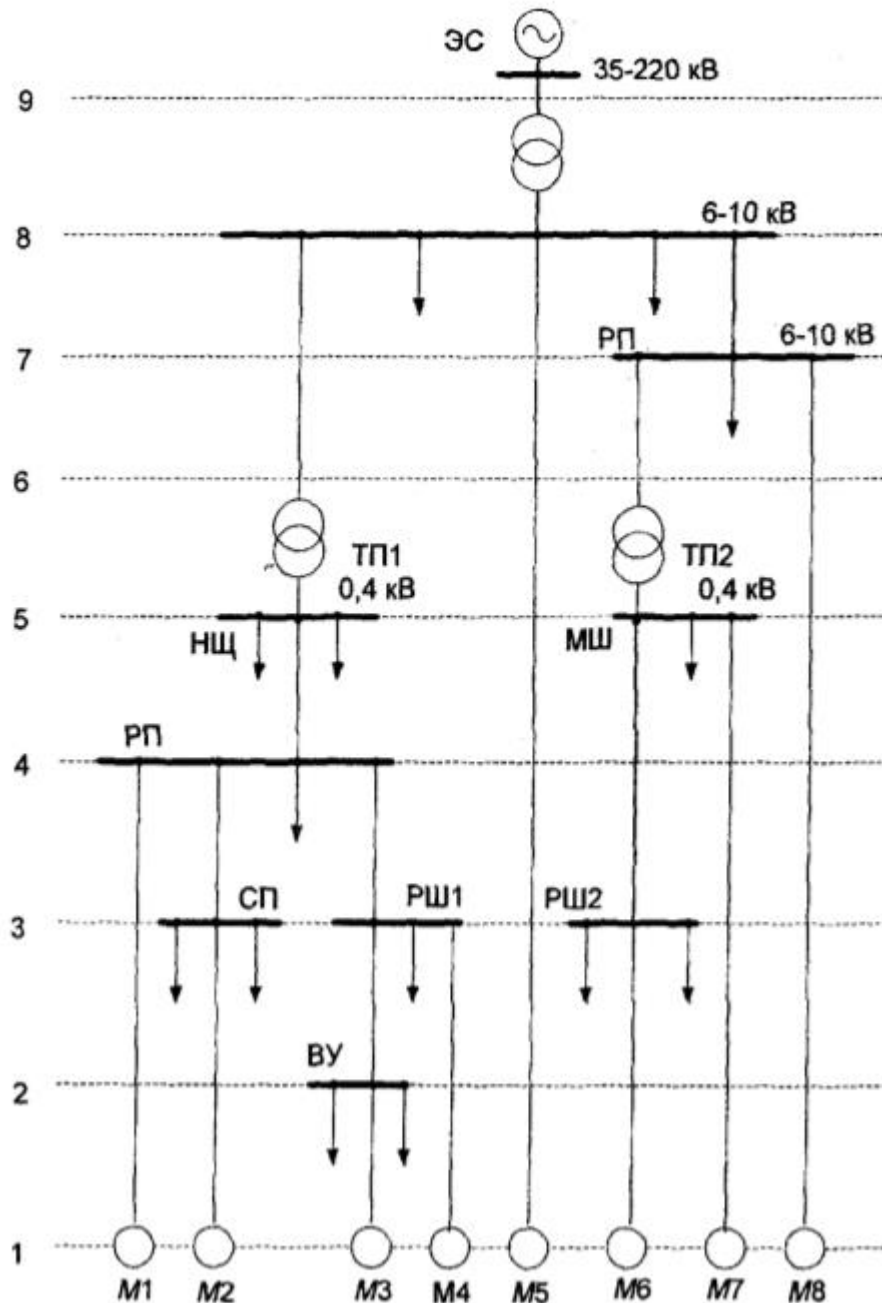 ЭС
35-220 кВ
9
6-10 кВ
8
РП
6-10 кВ
7
6
ТП1
0,4 кВ
ТП2
0,4 кВ
5
НЩ
МШ
РП
4
СП
РШ1
РШ2
3
ВУ
2
1
М1 М2 М3 М4 М5 М6 М7 М8